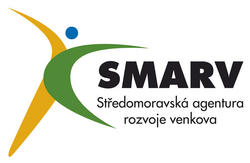 SMARV
Středomoravská agentura
rozvoje venkova